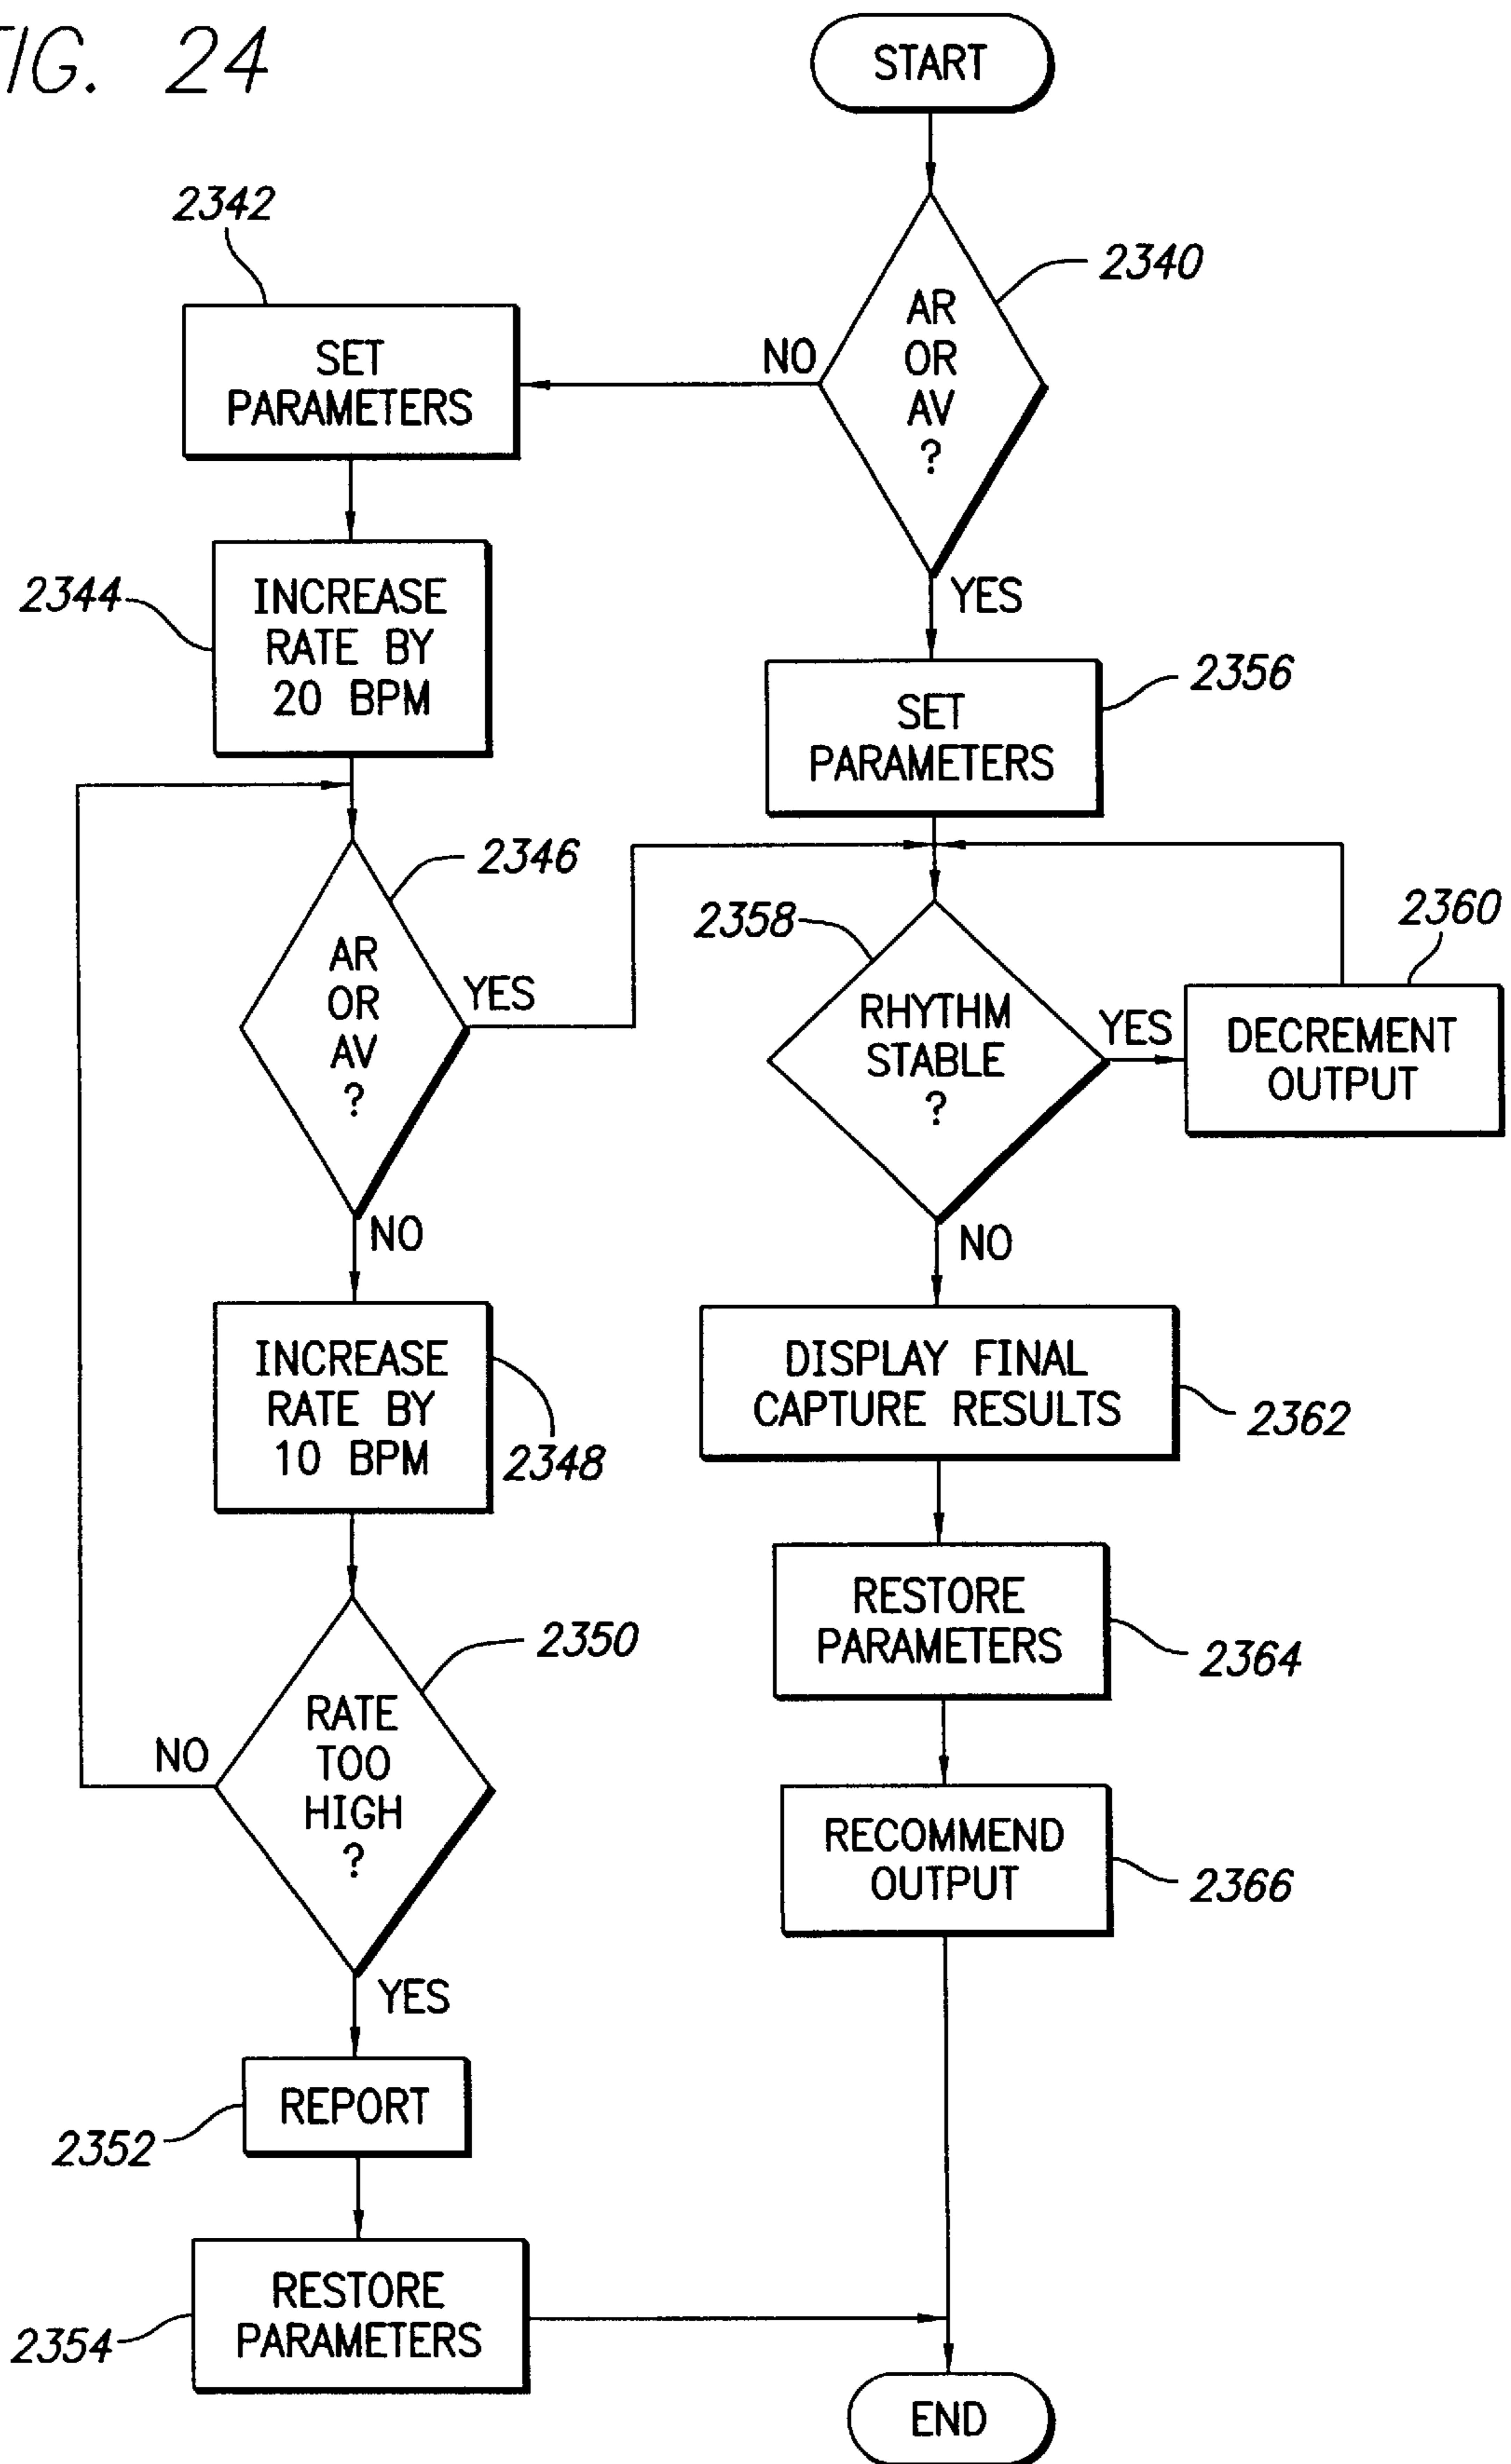 FIG. 24
START
2342
2340
AR
OR
AV
?
NO
SET
PARAMETERS
2344
INCREASE
RATE BY
20 BPM
YES
2356
SET
PARAMETERS
2346
AR
OR
AV
?
YES
2358
RHYTHM
STABLE
?
YES
2360
DECREMENT
OUTPUT
NO
NO
INCREASE
RATE BY
10 BPM
2348
DISPLAY FINAL
CAPTURE RESULTS
2362
RESTORE
PARAMETERS
2364
2350
RATE
TOO
HIGH
?
NO
RECOMMEND
OUTPUT
2366
YES
REPORT
2352
RESTORE
PARAMETERS
2354
END